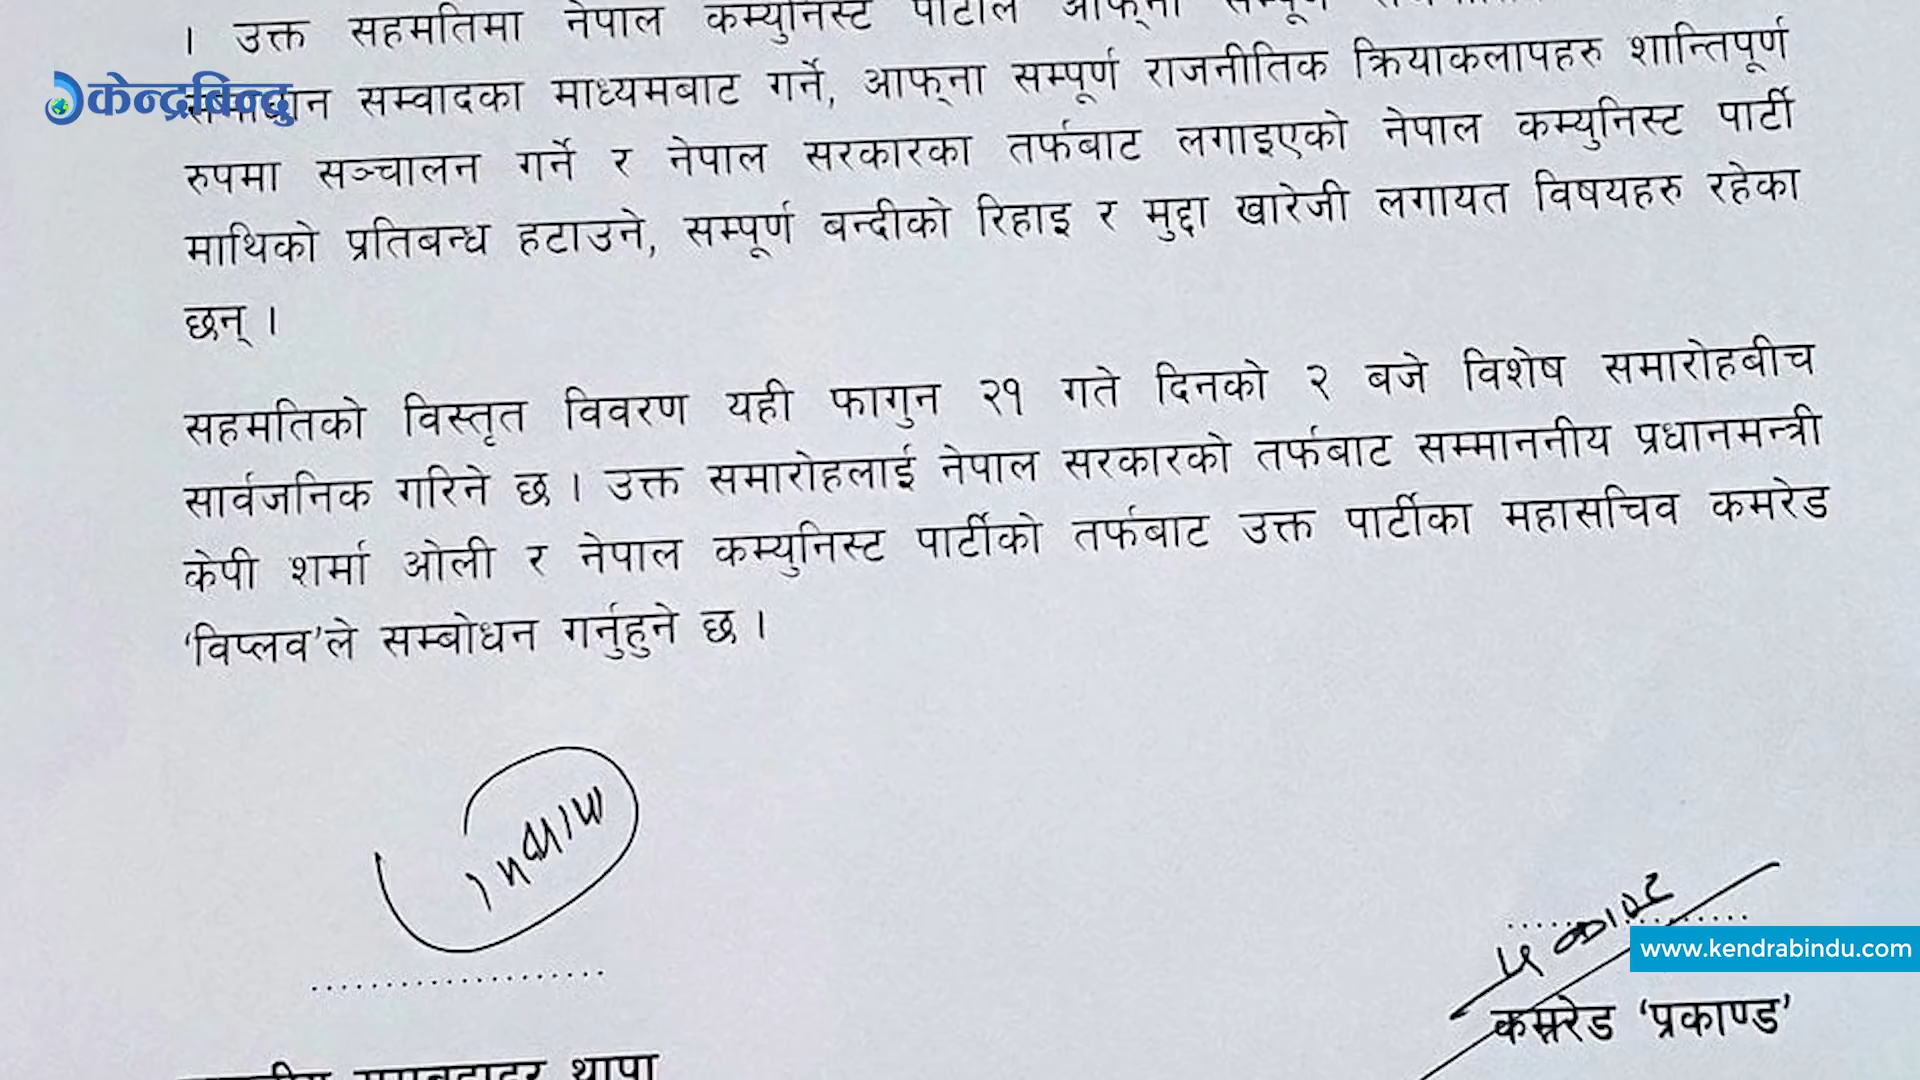 । उक्त सहमतिमा नेपाल कम्युनिस्ट पार्टीले आफ्ना सम्पूर्ण
केन्द्रबिन्दु
सम्वादका माध्यमबाट गर्ने, आफ्ना सम्पूर्ण राजनीतिक क्रियाकलापहरु शान्तिपूर्ण
रुपमा सञ्चालन गर्ने र नेपाल सरकारका तर्फबाट लगाइएको नेपाल कम्युनिस्ट पार्टी
माथिको प्रतिबन्ध हटाउने, सम्पूर्ण बन्दीको रिहाइ र मुद्दा खारेजी लगायत विषयहरु रहेका
छन् ।
सहमतिको विस्तृत विवरण यही फागुन २१ गते दिनको २ बजे विशेष समारोहबीच
सार्वजनिक गरिने छ । उक्त समारोहलाई नेपाल सरकारको तर्फबाट सम्माननीय प्रधानमन्त्री
केपी शर्मा ओली र नेपाल कम्युनिस्ट पार्टीको तर्फबाट उक्त पार्टीका महासचिव कमरेड
‘विप्लव’ले सम्बोधन गर्नुहुने छ ।
प्रकाण्ड
www.kendrabindu.com
कमरेड ‘प्रकाण्ड’
थापा